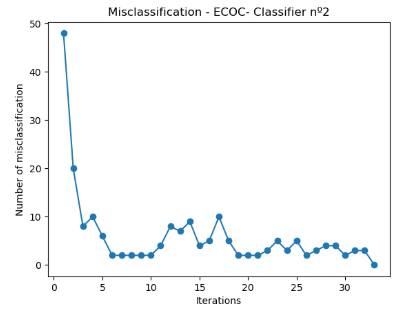 Misclassification - ECOC- Classifier nº2
Number of misclassification
50
40
30
20
10
0
0 5 10 15 20 25 30
Iterations